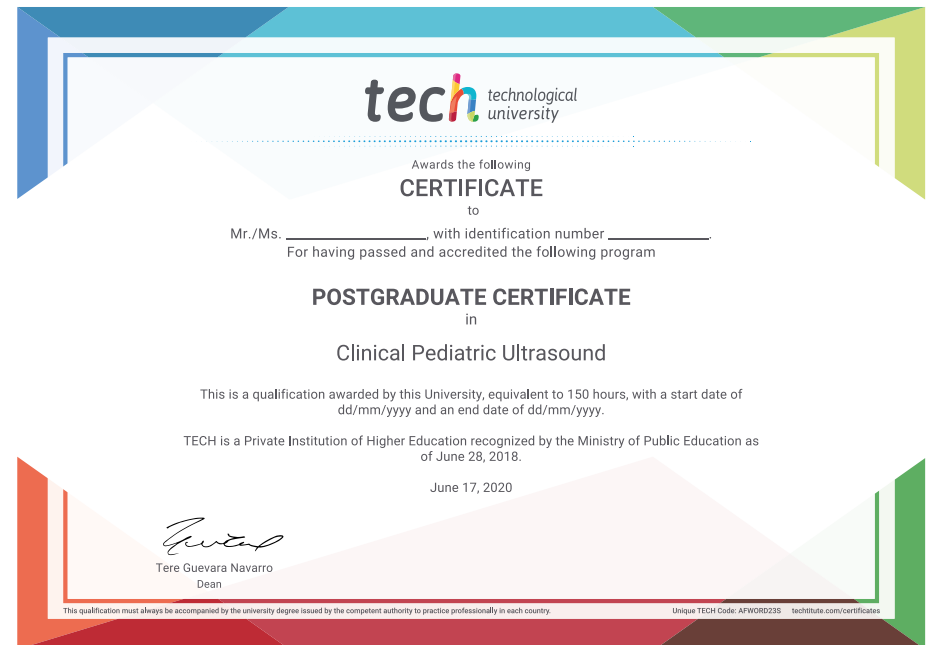 tech technological
university
Awards the following
CERTIFICATE
to
Mr./Ms. ____________________, with identification number ______________.
For having passed and accredited the following program
POSTGRADUATE CERTIFICATE
in
Clinical Pediatric Ultrasound
This is a qualification awarded by this University, equivalent to 150 hours, with a start date of
dd/mm/yyyy and an end date of dd/mm/yyyy.
TECH is a Private Institution of Higher Education recognized by the Ministry of Public Education as
of June 28, 2018.
June 17, 2020
Tere Guevara Navarro
Dean
This qualification must always be accompanied by the university degree issued by the competent authority to practice professionally in each country. Unique TECH Code: AFWORD23S techtitute.com/certificates